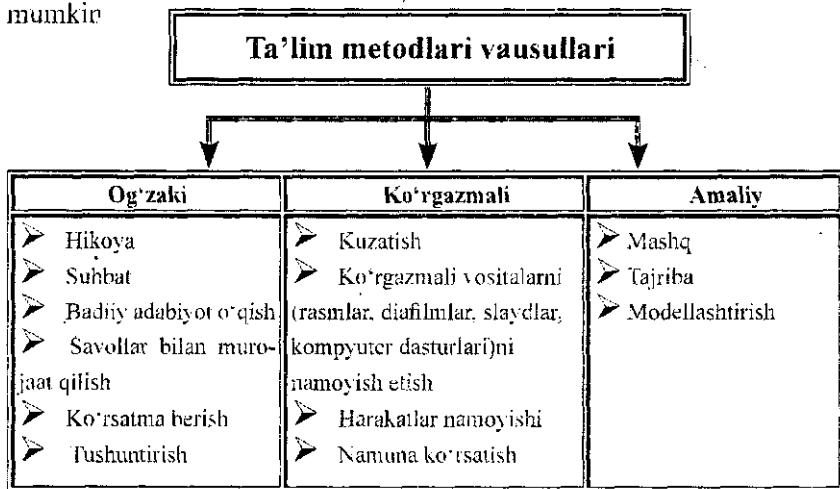 mumkin
Ta’lim metodlari vausullari
Og‘zaki
Hikoya
Suhbat
Badiiy adabiyot o‘qish
Savollar bilan muro-
jaat qilish
Ko‘rsatma berish
Tushuntirish
Ko‘rgazmali
Kuzatish
Ko‘rgazmali vositalarni
(rasmlar, diafilmlar, slaydlar,
kompyuter dasturlari)ni
namoyish etish
Harakatlar namoyishi
Namuna ko‘rsatish
Amaliy
Mashq
Tajriba
Modellashtirish